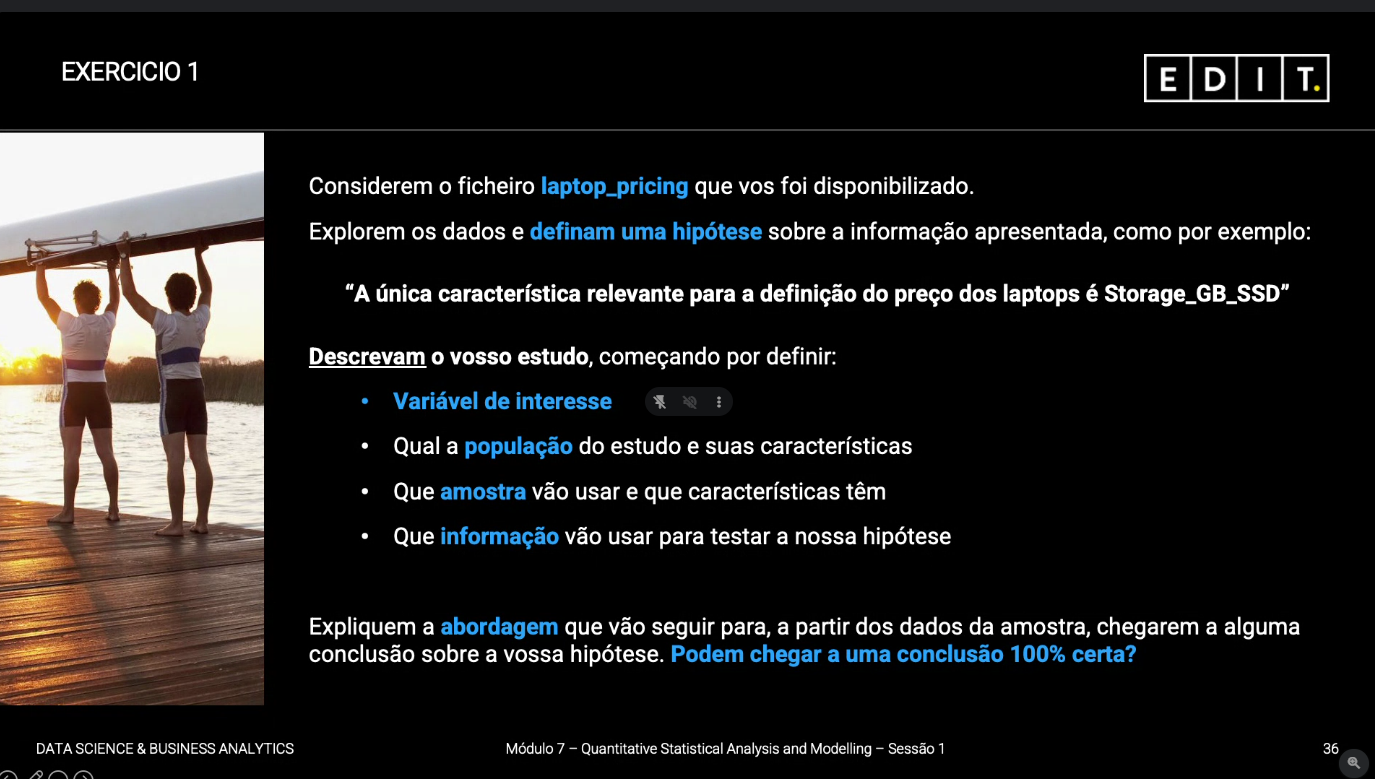 EXERCICIO 1
EDIT.
Considerem o ficheiro laptop_pricing que vos foi disponibilizado.
Explorem os dados e definam uma hipótese sobre a informação apresentada, como por exemplo:
“A única característica relevante para a definição do preço dos laptops é Storage_GB_SSD”
Descrevam o vosso estudo, começando por definir:
• Variável de interesse
• Qual a população do estudo e suas características
• Que amostra vão usar e que características têm
• Que informação vão usar para testar a nossa hipótese
Expliquem a abordagem que vão seguir para, a partir dos dados da amostra, chegarem a alguma
conclusão sobre a vossa hipótese. Podem chegar a uma conclusão 100% certa?
DATA SCIENCE & BUSINESS ANALYTICS
Módulo 7 – Quantitative Statistical Analysis and Modelling – Sessão 1
36